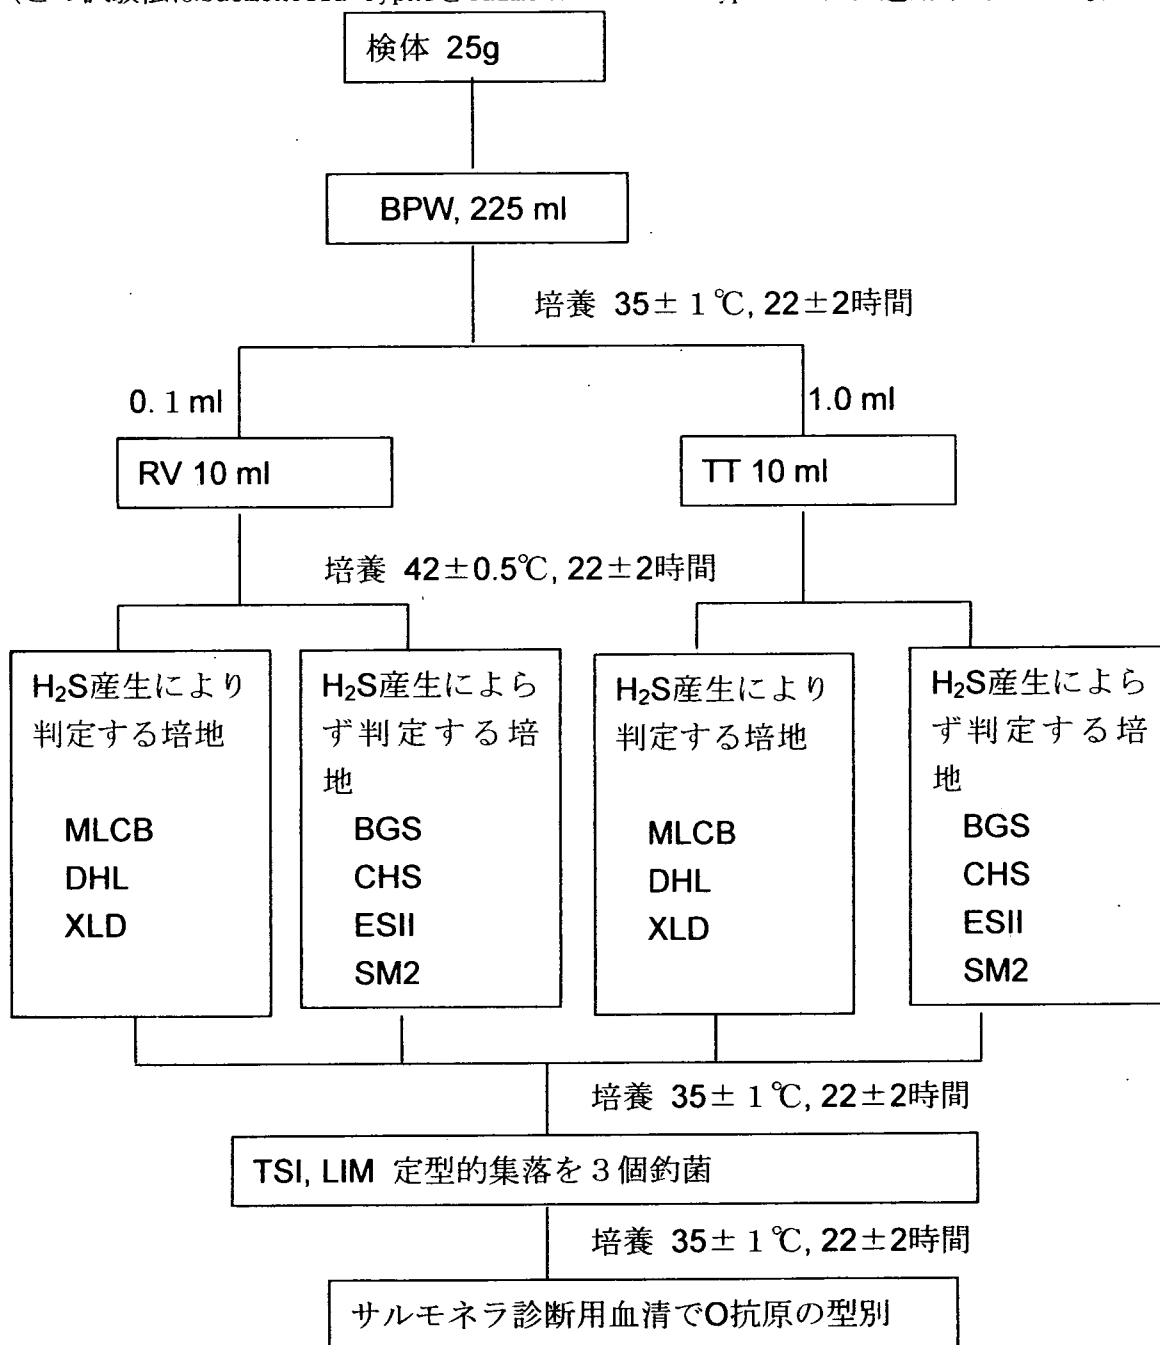 検体 25g
BPW, 225 ml
培養 35±1℃, 22±2時間
0.1 ml
1.0 ml
RV 10 ml
TT 10 ml
培養 42±0.5℃, 22±2時間
H₂S産生により
判定する培地
MLCB
DHL
XLD
H₂S産生によら
ず判定する培
地
BGS
CHS
ESII
SM2
H₂S産生により
判定する培地
MLCB
DHL
XLD
H₂S産生によら
ず判定する培
地
BGS
CHS
ESII
SM2
培養 35±1℃, 22±2時間
TSI, LIM 定型的集落を3個釣菌
培養 35±1℃, 22±2時間
サルモネラ診断用血清でO抗原の型別